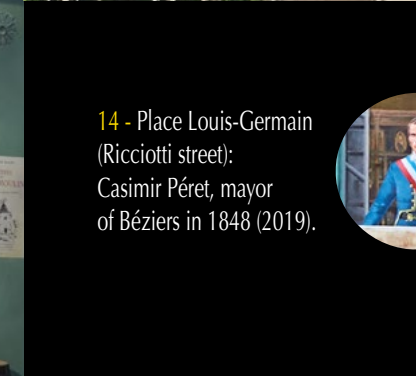 14 - Place Louis-Germain
(Ricciotti street):
Casimir Péret, mayor
of Béziers in 1848 (2019).